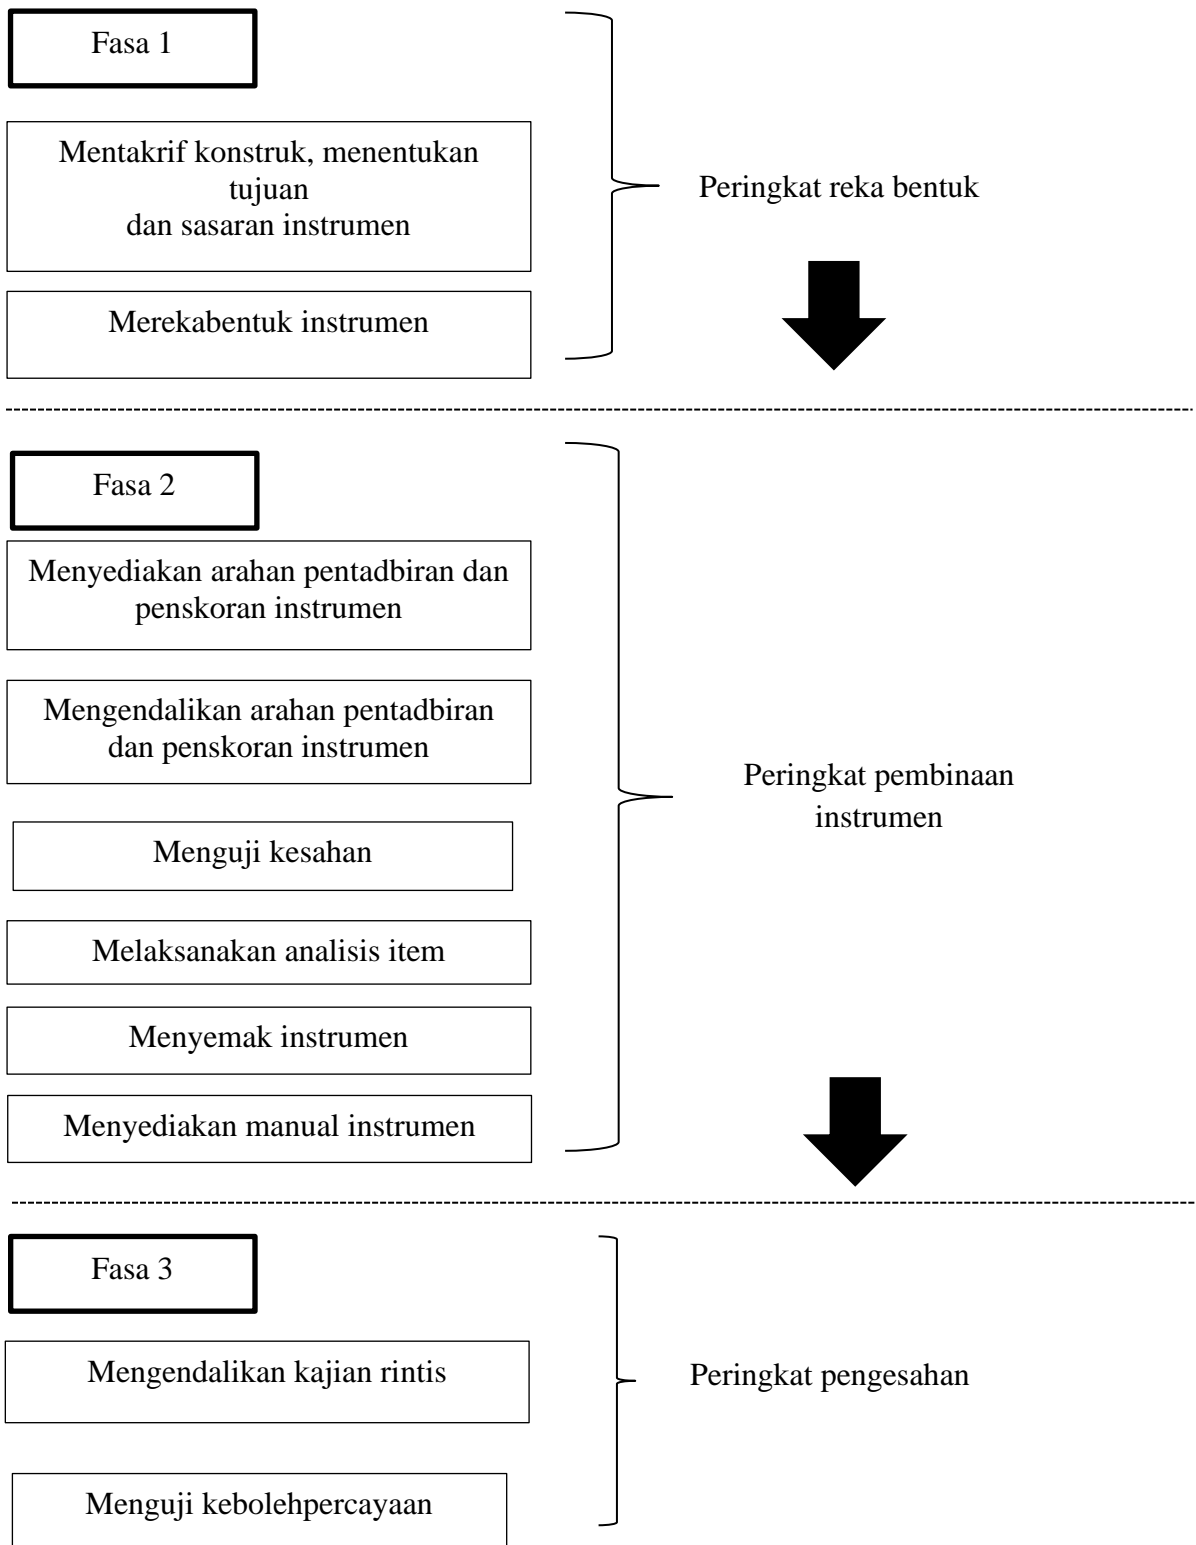 Fasa 1
Mentakrif konstruk, menentukan
tujuan
dan sasaran instrumen
Peringkat reka bentuk
Merekabentuk instrumen
Fasa 2
Menyediakan arahan pentadbiran dan
penskoran instrumen
Mengendalikan arahan pentadbiran
dan penskoran instrumen
Peringkat pembinaan
instrumen
Menguji kesahan
Melaksanakan analisis item
Menyemak instrumen
Menyediakan manual instrumen
Fasa 3
Mengendalikan kajian rintis
Peringkat pengesahan
Menguji kebolehpercayaan